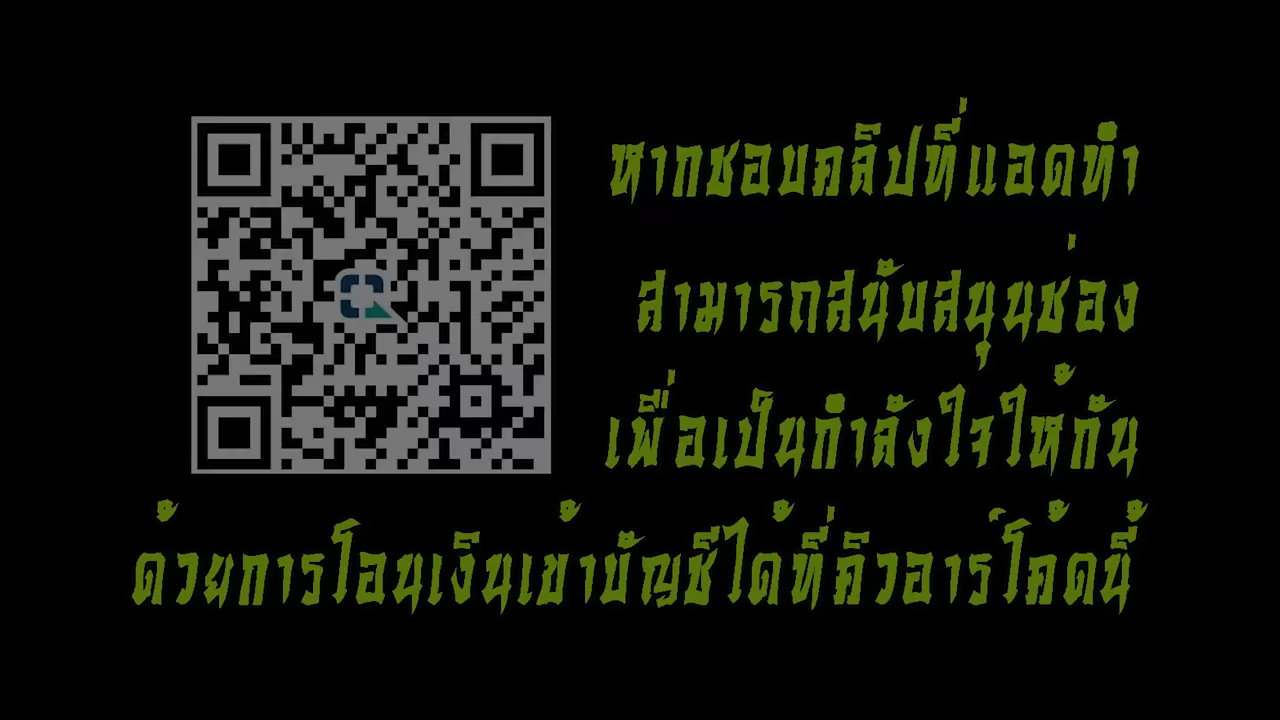 หากชอบคลิปที่แอดทำ
สามารถสนับสนุนช่อง
เพื่อเป็นกำลังใจให้กัน
ด้วยการโอนเงินเข้าบัญชีได้ที่คิวอาร์โค้ดนี้